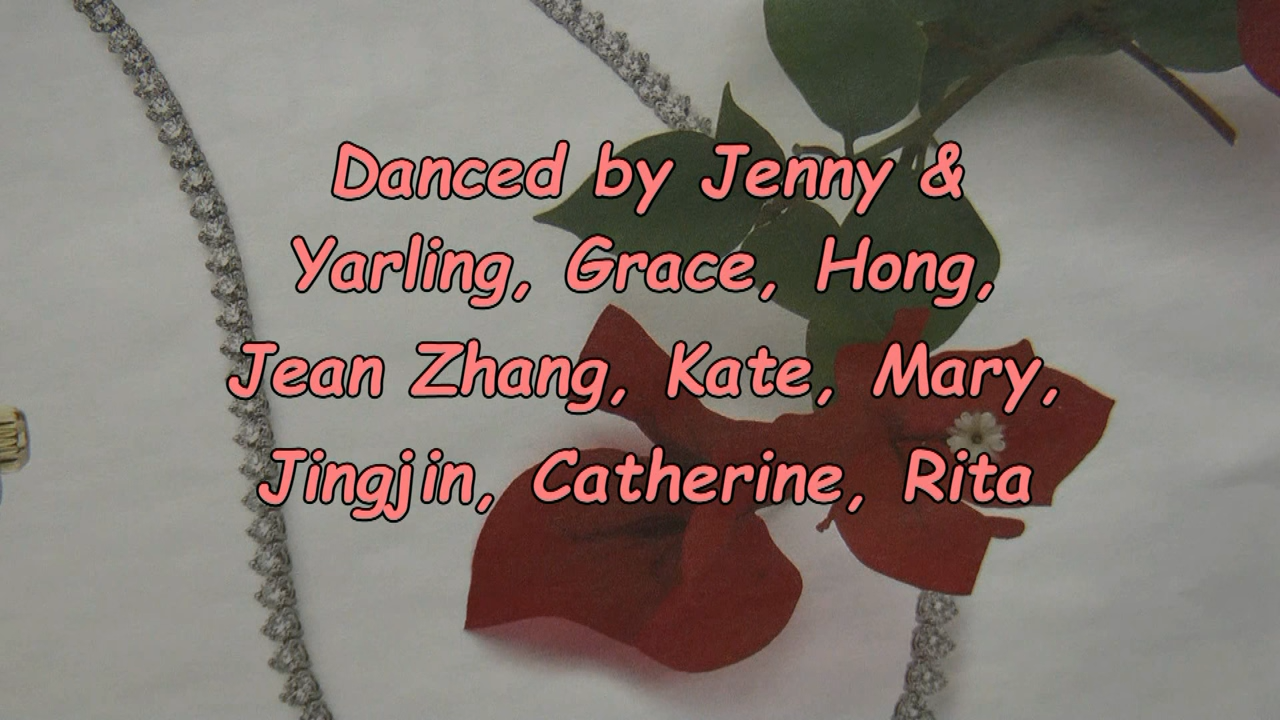 Danced by Jenny &
Yarling, Grace, Hong,
Jean Zhang, Kate, Mary,
Jingjin, Catherine, Rita